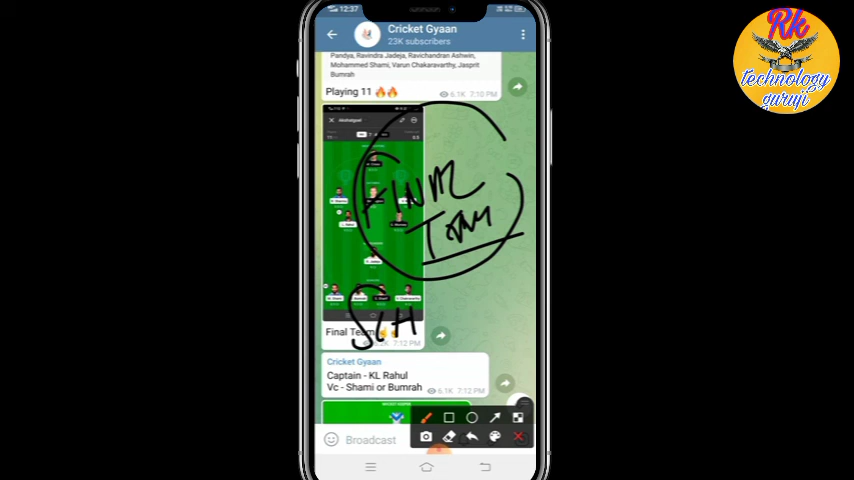 12:37
Cricket Gyaan
23K subscribers
Pandya, Ravindra Jadeja, Ravichandran Ashwin,
Mohammed Shami, Varun Chakaravarthy, Jasprit
Bumrah
Playing 11 🔥🔥
6.1K 7:10 PM
FINAL
Team
Final Team
7:12 PM
Cricket Gyaan
Captain - KL Rahul
Vc - Shami or Bumrah
6.1K 7:12 PM
Broadcast
Rk
technology
guruji